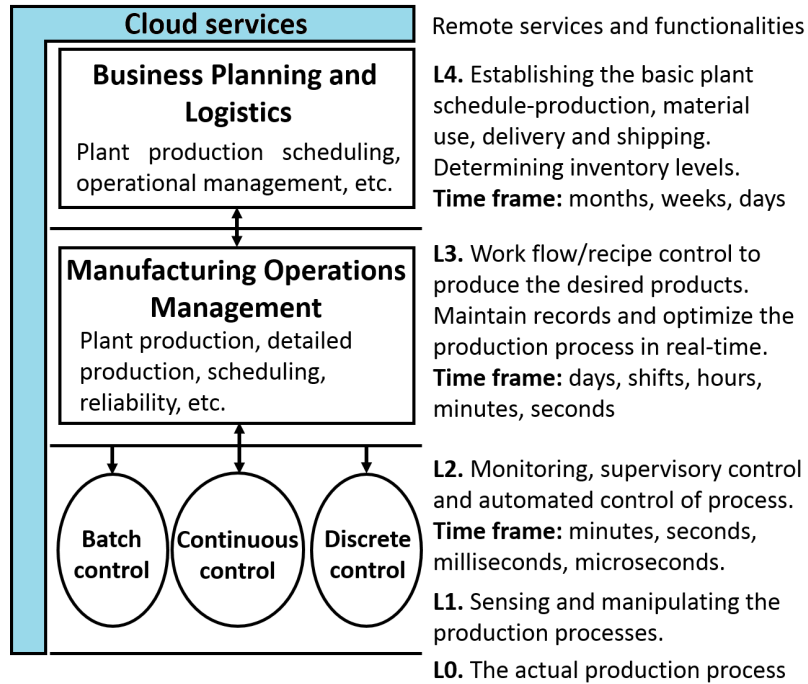 Cloud services
Remote services and functionalities
Business Planning and
Logistics
Plant production scheduling,
operational management, etc.
L4. Establishing the basic plant
schedule-production, material
use, delivery and shipping.
Determining inventory levels.
Time frame: months, weeks, days
Manufacturing Operations
Management
Plant production, detailed
production, scheduling,
reliability, etc.
L3. Work flow/recipe control to
produce the desired products.
Maintain records and optimize the
production process in real-time.
Time frame: days, shifts, hours,
minutes, seconds
Batch
control
Continuous
control
Discrete
control
L2. Monitoring, supervisory control
and automated control of process.
Time frame: minutes, seconds,
milliseconds, microseconds.
L1. Sensing and manipulating the
production processes.
L0. The actual production process